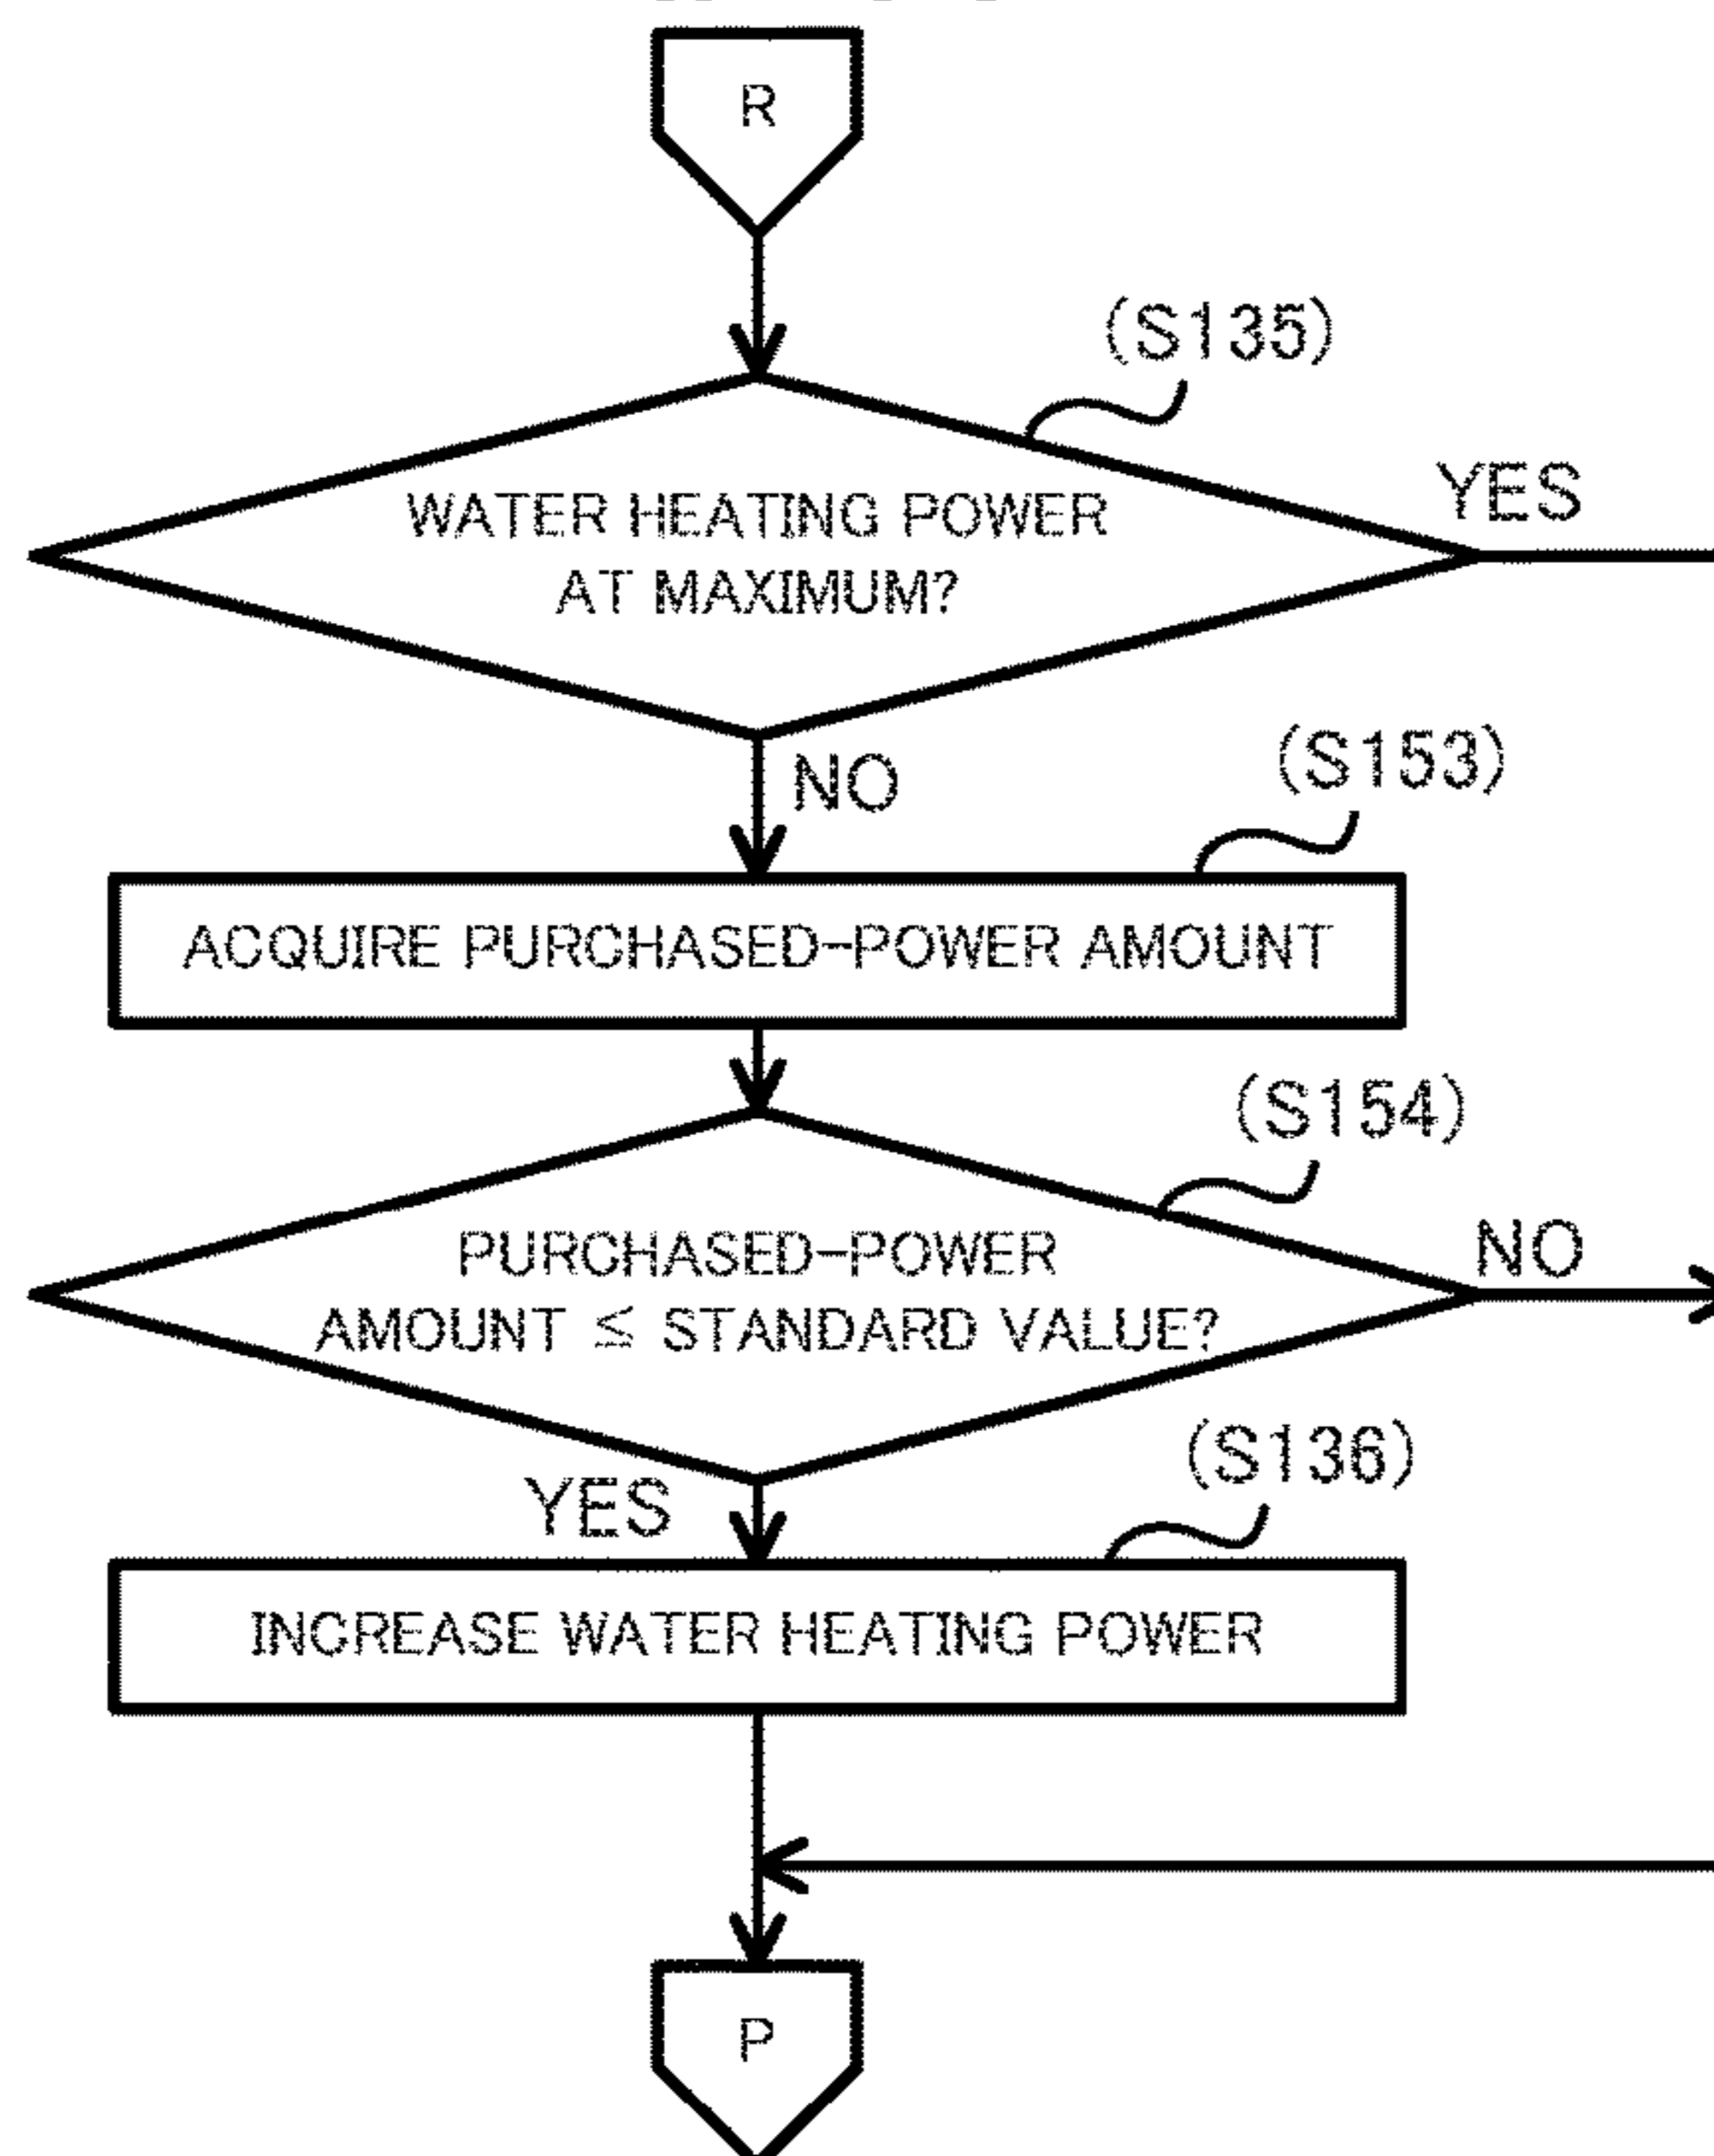 R
(S135)
YES
WATER HEATING POWER
AT MAXIMUM?
NO
(S153)
ACQUIRE PURCHASED-POWER AMOUNT
(S154)
NO
PURCHASED-POWER
AMOUNT ≦ STANDARD VALUE?
YES
(S136)
INCREASE WATER HEATING POWER
P